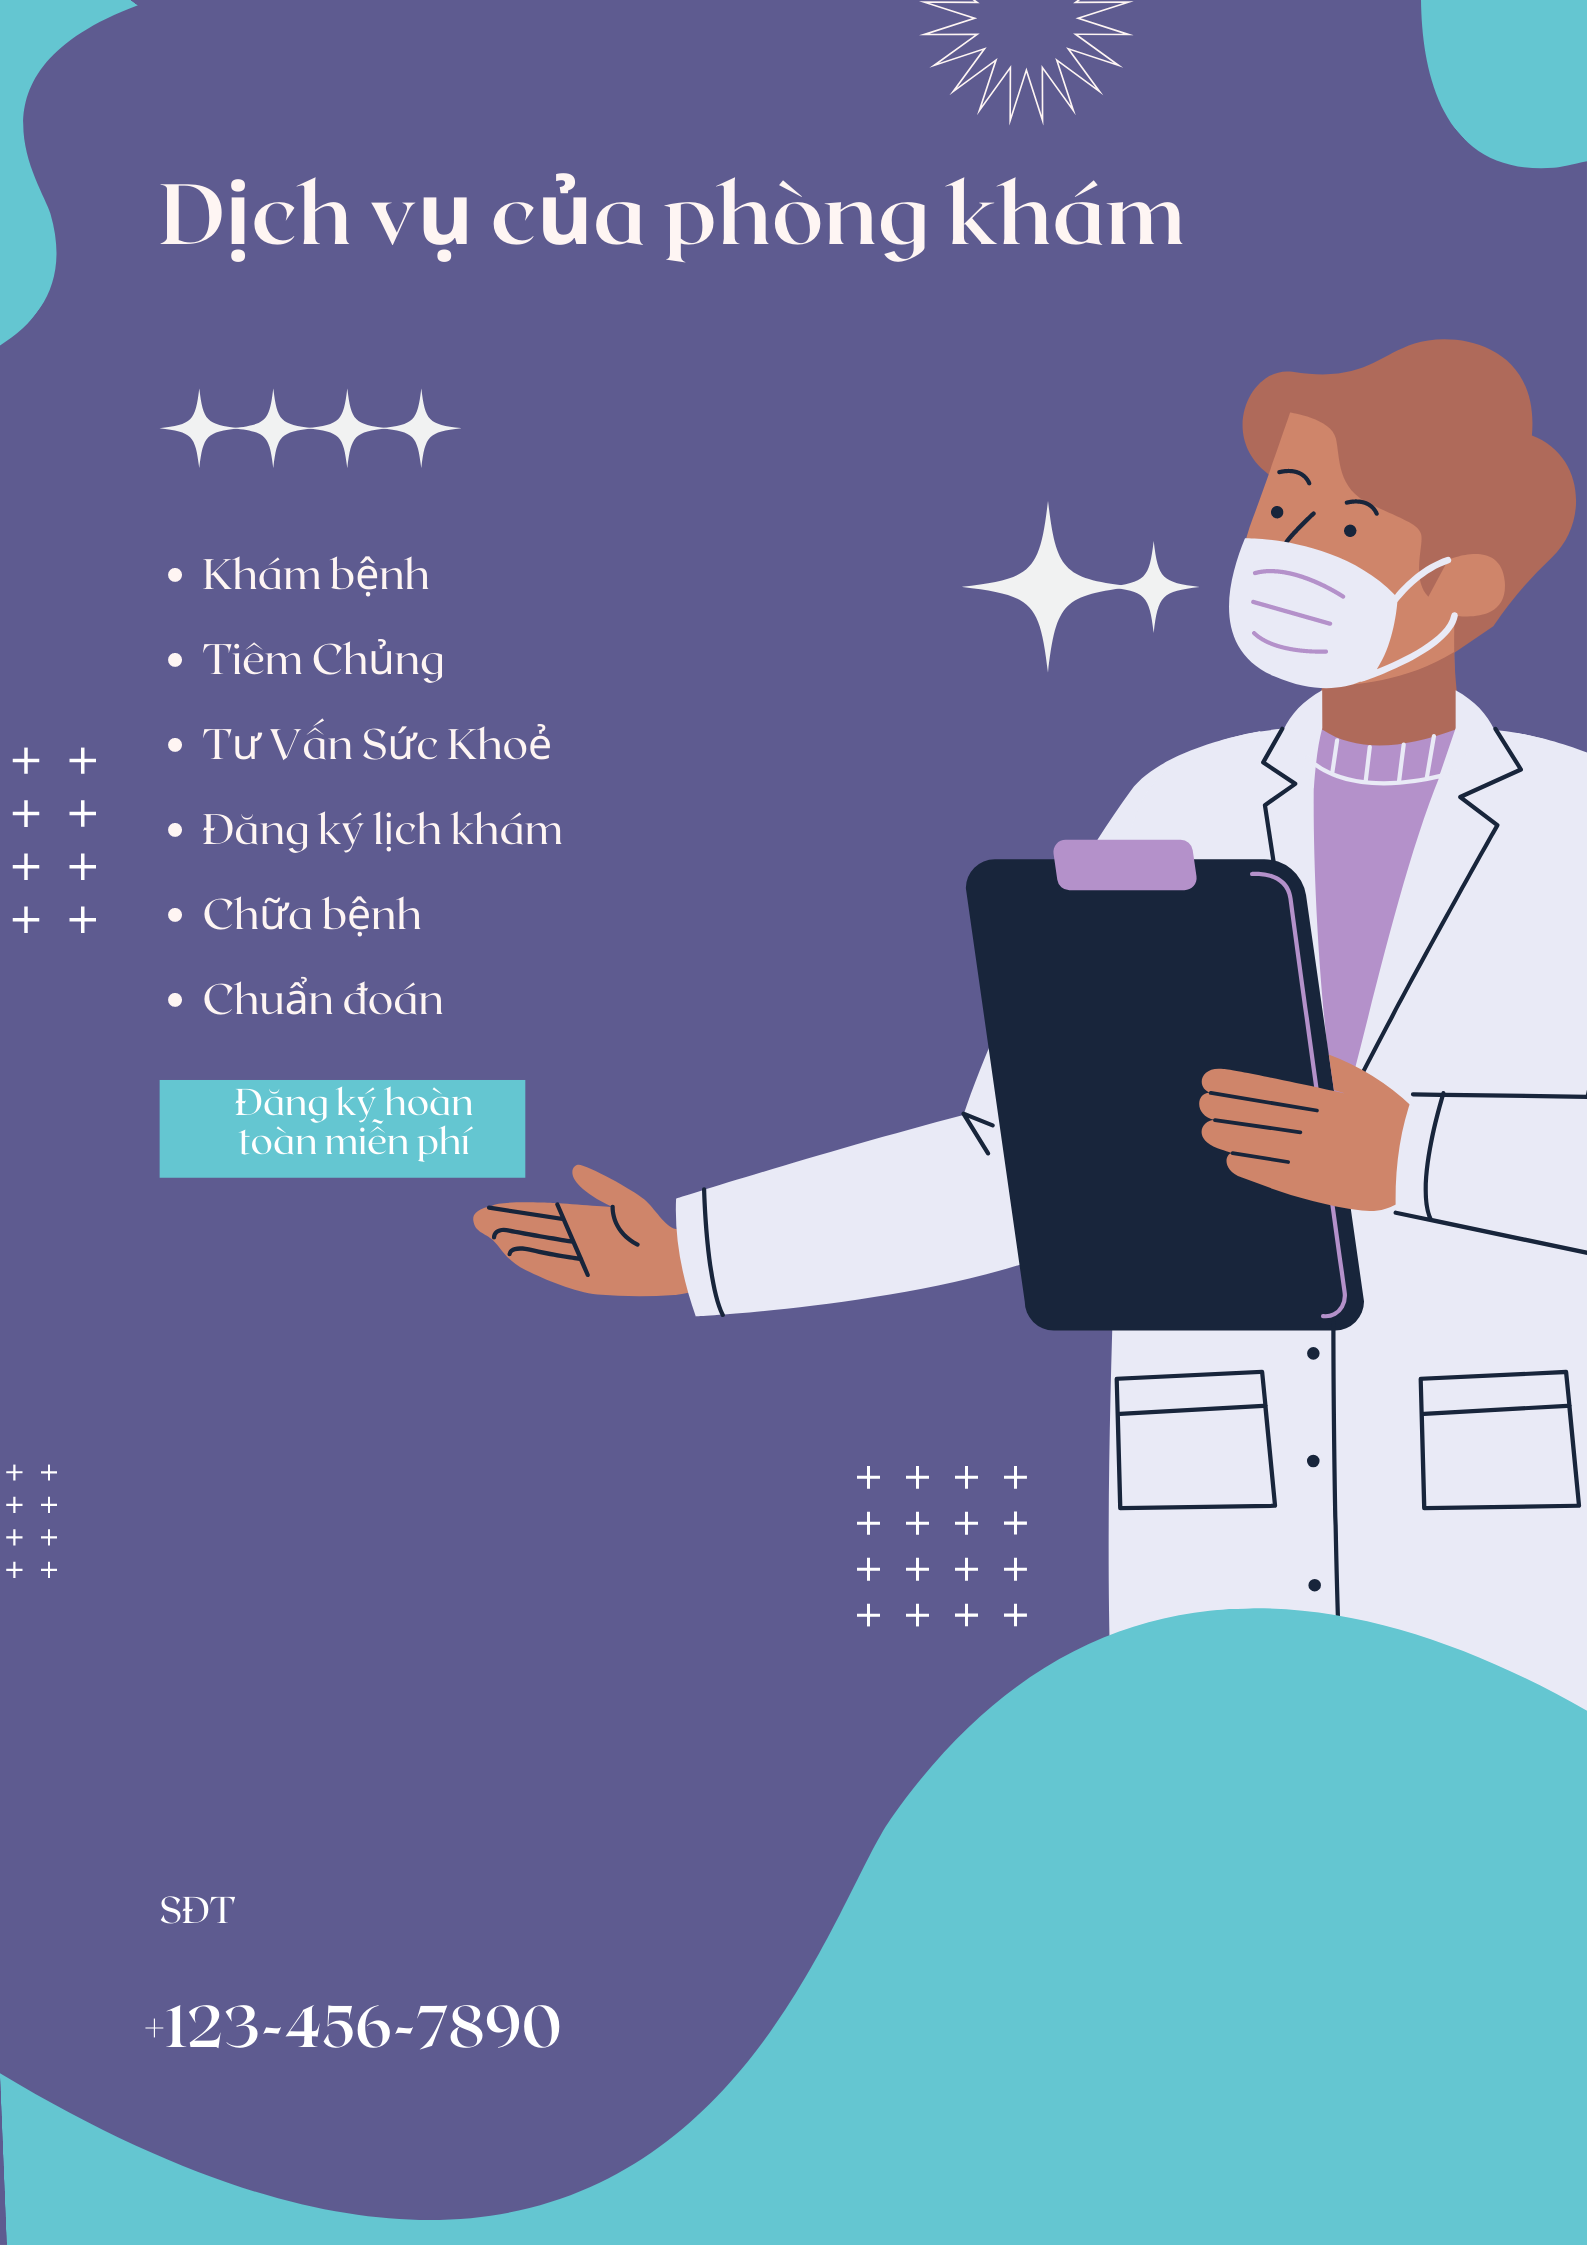 Dịch vụ của phòng khám
Khám bệnh
Tiêm Chủng
Tư Vấn Sức Khoẻ
Đăng ký lịch khám
Chữa bệnh
Chuẩn đoán
Đăng ký hoàn
toàn miễn phí
SĐT
+123-456-7890